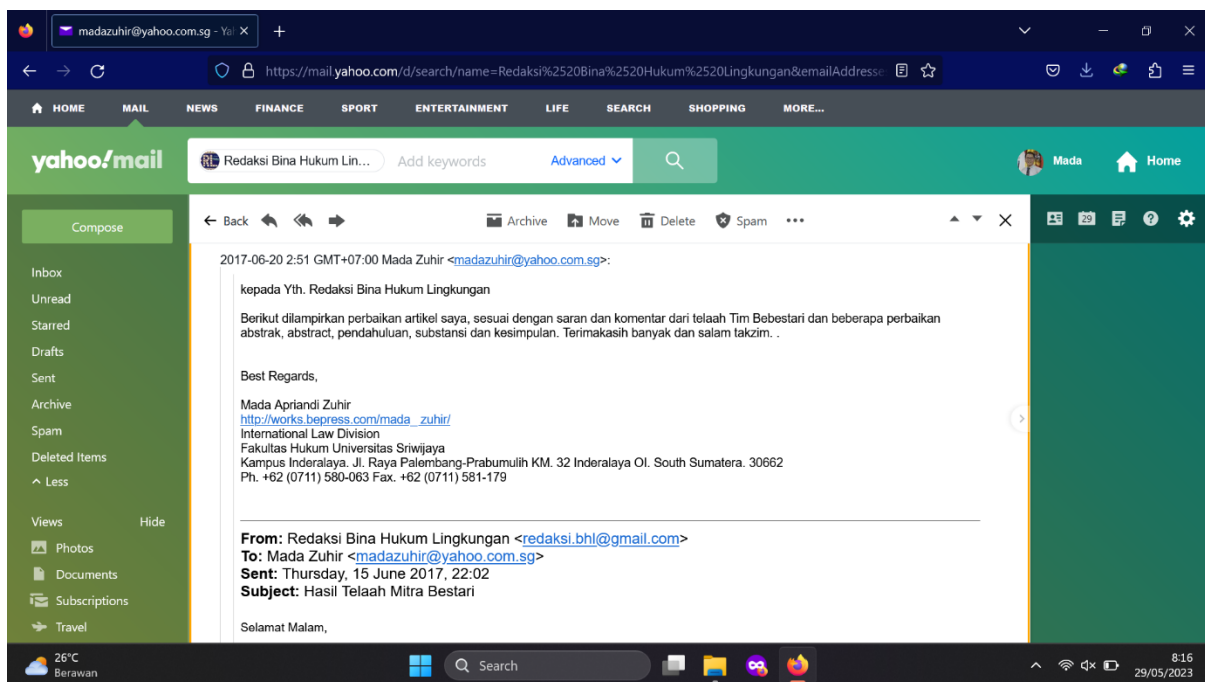 madazuhir@yahoo.com.sg - Ya
https://mail.yahoo.com/d/search/name=Redaksi%2520Bina%2520Hukum%2520Lingkungan&emailAddresse
HOME MAIL NEWS FINANCE SPORT ENTERTAINMENT LIFE SEARCH SHOPPING MORE...
yahoo!mail Redaksi Bina Hukum Lin... Add keywords Advanced Mada Home
Compose Back Archive Move Delete Spam ••• 29
2017-06-20 2:51 GMT+07:00 Mada Zuhir <madazuhir@yahoo.com.sg>:
Inbox
kepada Yth. Redaksi Bina Hukum Lingkungan
Unread
Berikut dilampirkan perbaikan artikel saya, sesuai dengan saran dan komentar dari telaah Tim Bebestari dan beberapa perbaikan
Starred
abstrak, abstract, pendahuluan, substansi dan kesimpulan. Terimakasih banyak dan salam takzim. .
Drafts
Sent
Best Regards,
Archive
Mada Apriandi Zuhir
http://works.bepress.com/mada_ zuhir/
Spam
International Law Division
Fakultas Hukum Universitas Sriwijaya
Deleted Items
Kampus Inderalaya. Jl. Raya Palembang-Prabumulih KM. 32 Inderalaya OI. South Sumatera. 30662
Ph. +62 (0711) 580-063 Fax. +62 (0711) 581-179
Less
Views Hide
From: Redaksi Bina Hukum Lingkungan <redaksi.bhl@gmail.com>
Photos
To: Mada Zuhir <madazuhir@yahoo.com.sg>
Documents
Sent: Thursday, 15 June 2017, 22:02
Subject: Hasil Telaah Mitra Bestari
Subscriptions
Travel
Selamat Malam,
26°C
Berawan
Search
8:16
29/05/2023